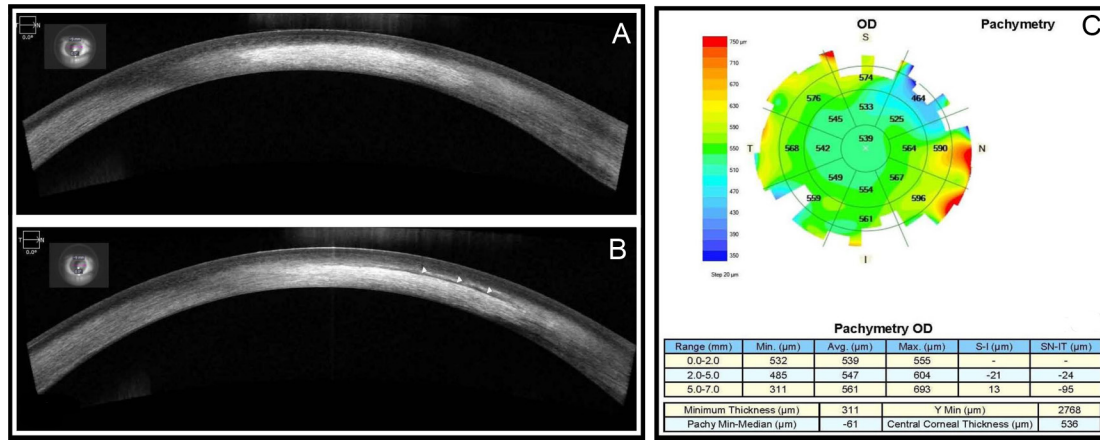 T
N
0.0°
A
T
N
0.0°
B
OD
Pachymetry
C
S
750 µm
710
670
630
590
550
510
470
430
390
350
Step 20 µm
574
576
533
464
545
525
539
T
568
542
564
590
N
549
567
554
559
596
561
I
Pachymetry OD
Range (mm) Min. (µm) Avg. (µm) Max. (µm) S-I (µm) SN-IT (µm)
0.0-2.0 532 539 555 - -
2.0-5.0 485 547 604 -21 -24
5.0-7.0 311 561 693 13 -95
Minimum Thickness (µm) 311 Y Min (µm) 2768
Pachy Min-Median (µm) -61 Central Corneal Thickness (µm) 536